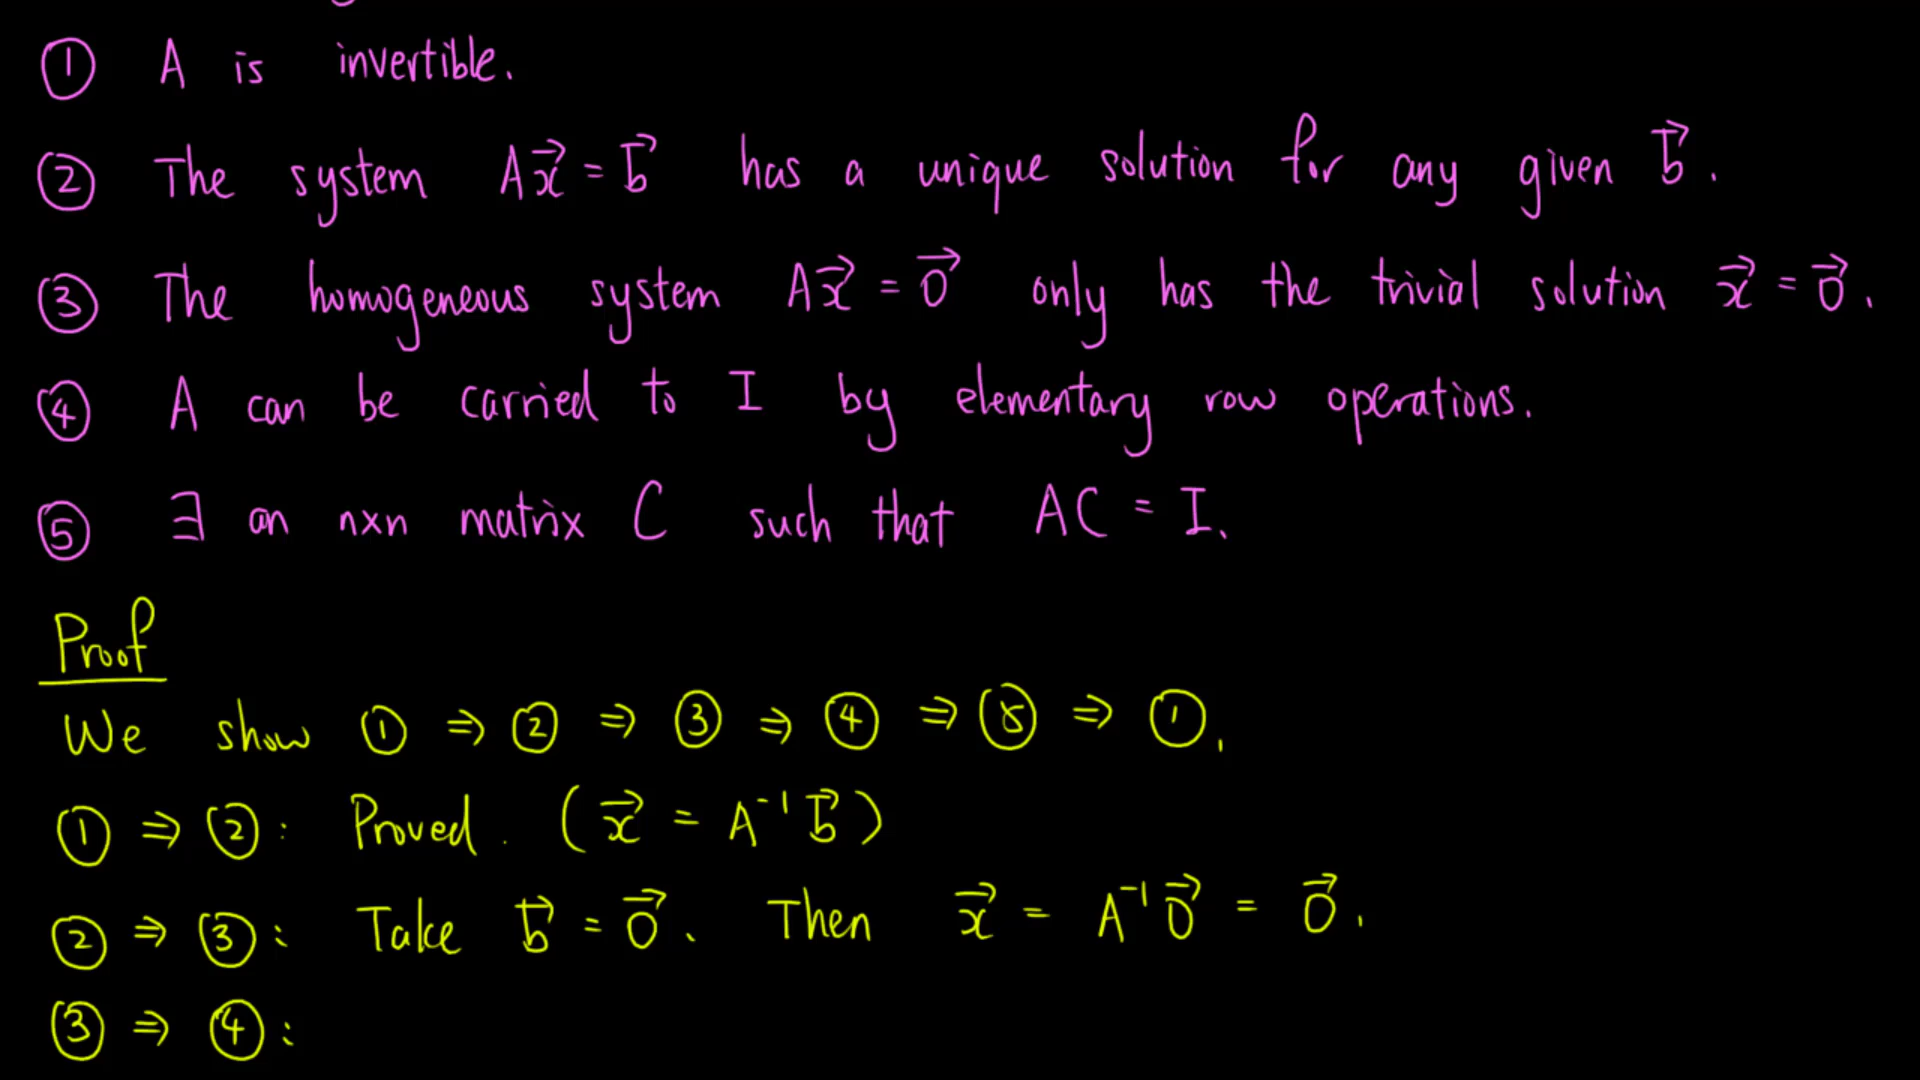 ① A is invertible.
② The system Ax⃗ = b⃗ has a unique solution for any given b⃗.
③ The homogeneous system Ax⃗ = 0⃗ only has the trivial solution x⃗ = 0⃗.
④ A can be carried to I by elementary row operations.
⑤ ∃ an nxn matrix C such that AC = I.
Proof
We show ① ⇒ ② ⇒ ③ ⇒ ④ ⇒ ⑤ ⇒ ①.
① ⇒ ②: Proved. (x⃗ = A⁻¹b⃗)
② ⇒ ③: Take b⃗ = 0⃗. Then x⃗ = A⁻¹0⃗ = 0⃗.
③ ⇒ ④: